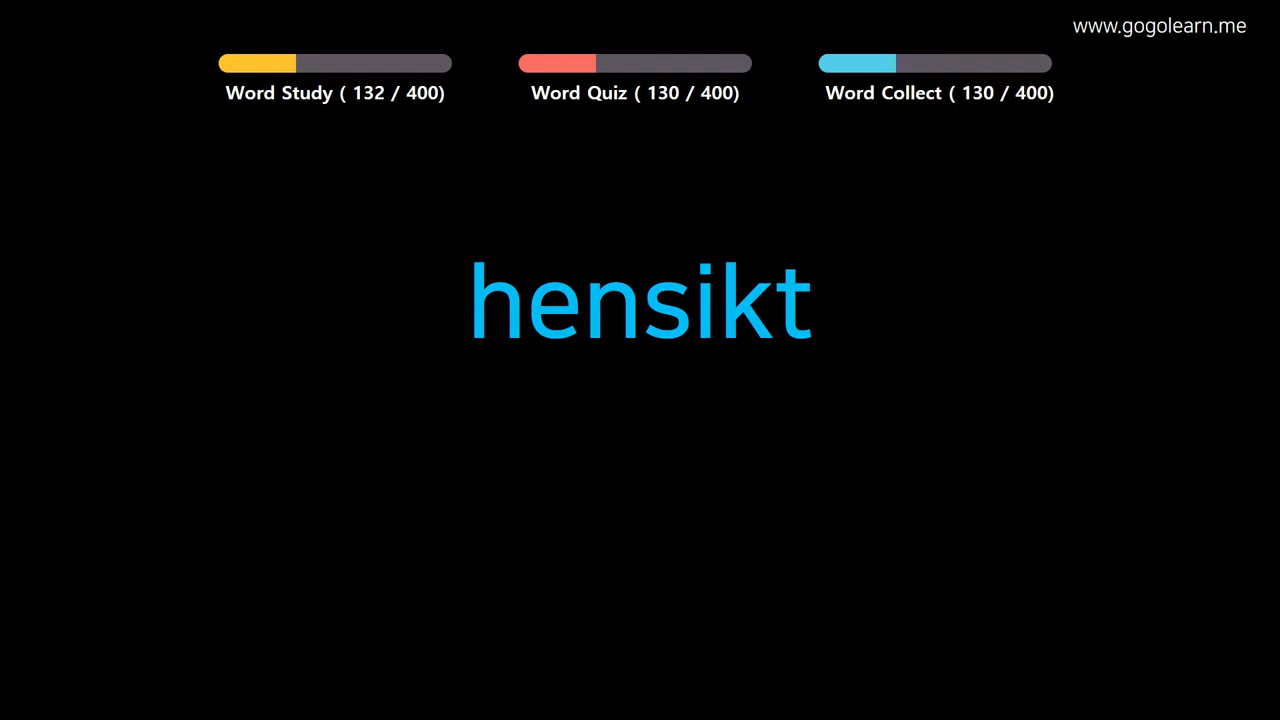 www.gogolearn.me
Word Study ( 132 / 400)
Word Quiz ( 130 / 400)
Word Collect ( 130 / 400)
hensikt